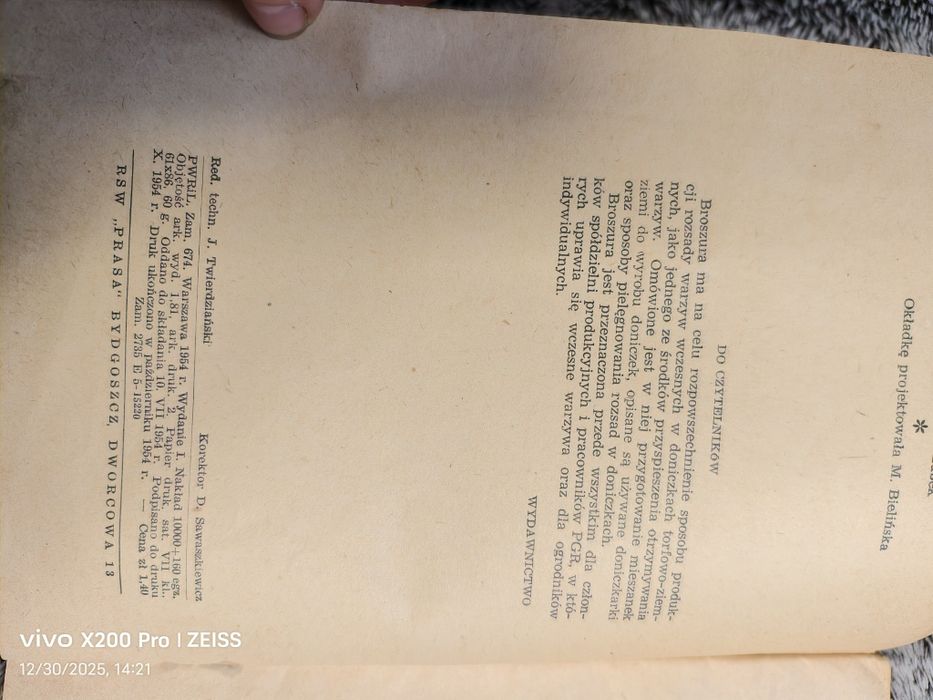 Okładkę projektowała M. Bielińska
*
DO CZYTELNIKÓW
Broszura ma na celu rozpowszechnienie sposobu produk-
cji rozsady warzyw wczesnych w doniczkach torfowo-ziem-
nych, jako jednego ze środków przyspieszenia otrzymywania
warzyw. Omówione jest w niej przygotowanie mieszanek
ziemi do wyrobu doniczek, opisane są używane doniczkarki
oraz sposoby pielęgnowania rozsad w doniczkach.
Broszura jest przeznaczona przede wszystkim dla człon-
ków spółdzielni produkcyjnych i pracowników PGR, w któ-
rych uprawia się wczesne warzywa oraz dla ogrodników
indywidualnych.
WYDAWNICTWO
Red. techn. J. Twierdziański Korektor D. Sawaszkiewicz
PWRiL, Zam. 674. Warszawa 1954 r. Wydanie I. Nakład 10000+160 egz.
Objętość ark. wyd. 1,81, ark. druk. 2. Papier druk. sat. VII kl.,
61x86, 60 g. Oddano do składania 10. VII 1954 r. Podpisano do druku
X. 1954 r. Druk ukończono w październiku 1954 r. — Cena zł 1,40
Zam. 2735 E 5-15220
RSW „PRASA" BYDGOSZCZ, DWORCOWA 13
vivo X200 Pro | ZEISS
12/30/2025, 14:21